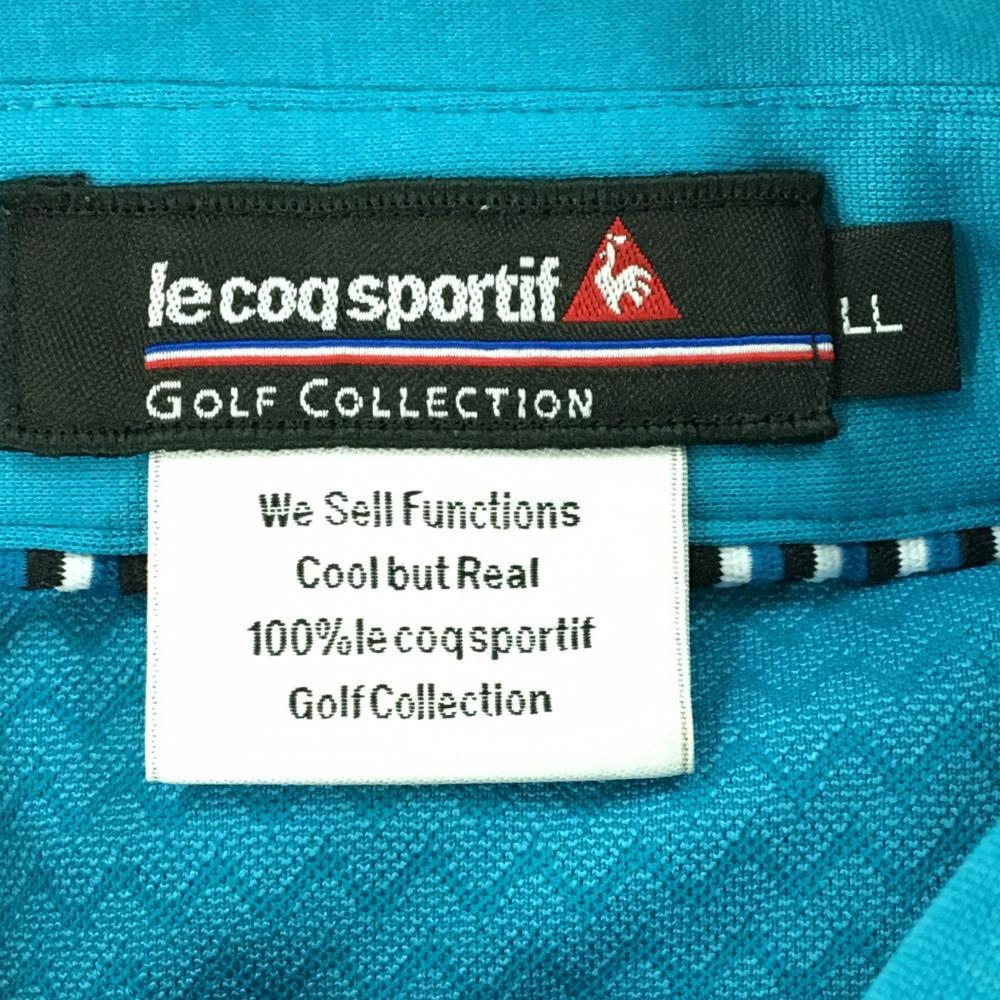 le coq sportif
LL
GOLF COLLECTION
We Sell Functions
Cool but Real
100% le coq sportif
Golf Collection